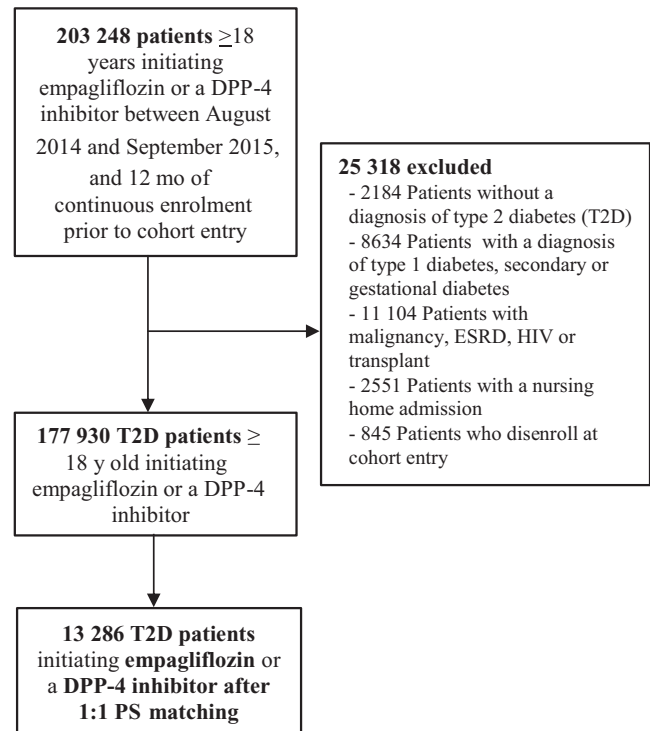 203 248 patients ≥18
years initiating
empagliflozin or a DPP-4
inhibitor between August
2014 and September 2015,
and 12 mo of
continuous enrolment
prior to cohort entry
25 318 excluded
- 2184 Patients without a
diagnosis of type 2 diabetes (T2D)
- 8634 Patients with a diagnosis
of type 1 diabetes, secondary or
gestational diabetes
- 11 104 Patients with
malignancy, ESRD, HIV or
transplant
- 2551 Patients with a nursing
home admission
- 845 Patients who disenroll at
cohort entry
177 930 T2D patients ≥
18 y old initiating
empagliflozin or a DPP-4
inhibitor
13 286 T2D patients
initiating empagliflozin or
a DPP-4 inhibitor after
1:1 PS matching